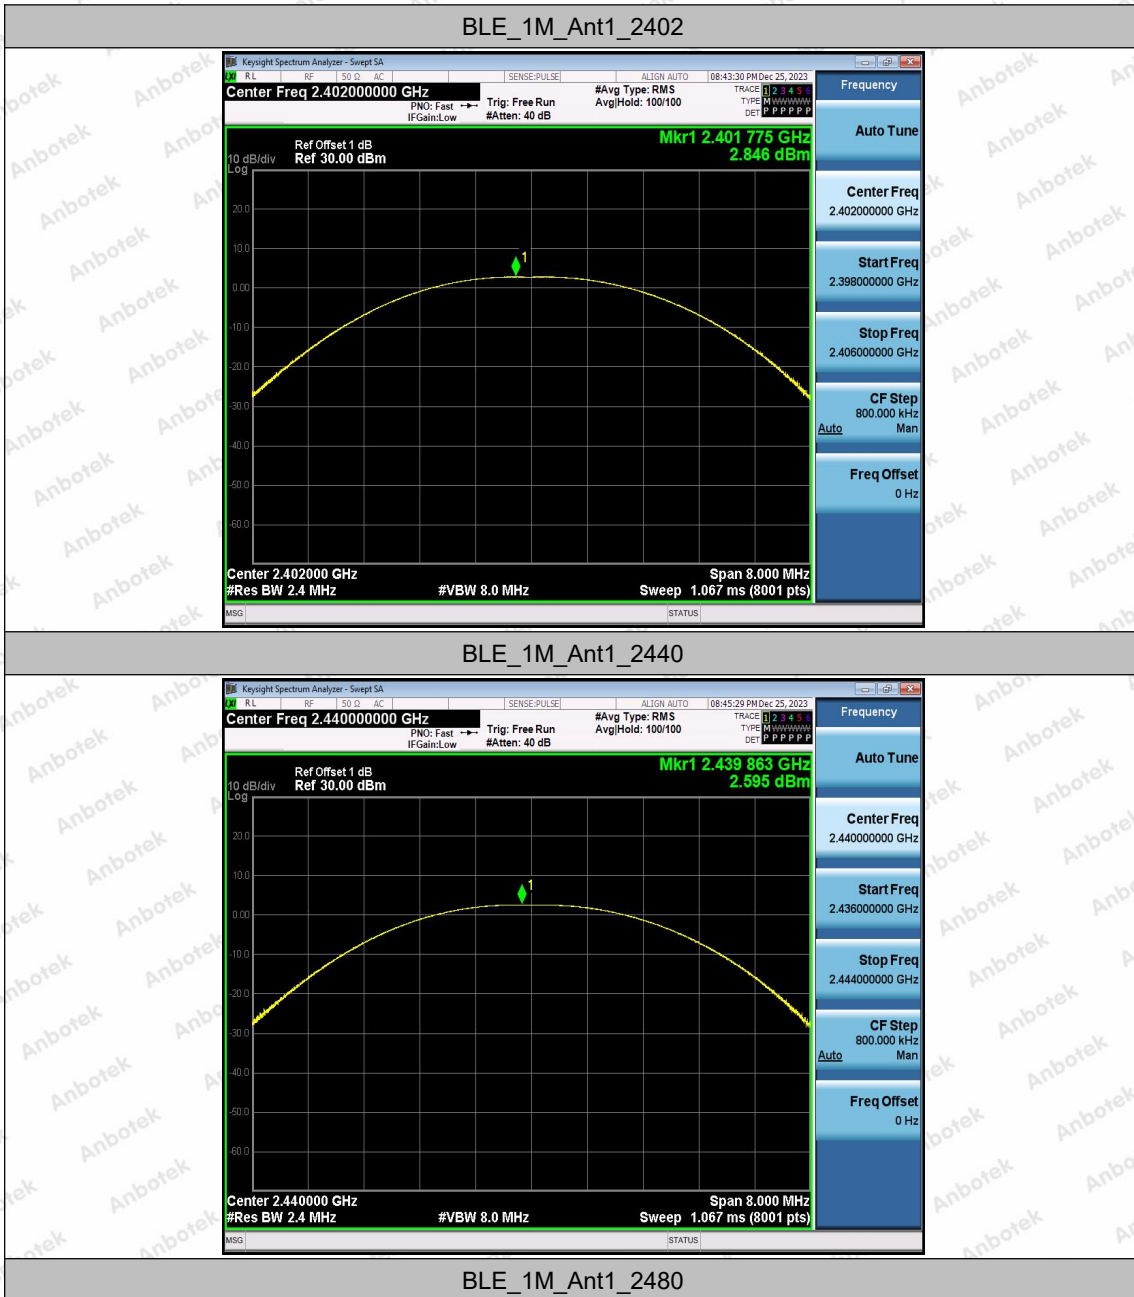 BLE_1M_Ant1_2402
Keysight Spectrum Analyzer - Swept SA
RL RF 50 Ω AC SENSE:PULSE ALIGN AUTO 08:43:30 PM Dec 25, 2023
Center Freq 2.402000000 GHz
PNO: Fast
IFGain:Low
Trig: Free Run
#Atten: 40 dB
#Avg Type: RMS
Avg|Hold: 100/100
TRACE 1 2 3 4 5 6
TYPE M W W W W W
DET P P P P P P
Ref Offset 1 dB
10 dB/div Ref 30.00 dBm
Log
Mkr1 2.401 775 GHz
2.846 dBm
20.0
10.0
1
0.00
-10.0
-20.0
-30.0
-40.0
-50.0
-60.0
Center 2.402000 GHz Span 8.000 MHz
#Res BW 2.4 MHz #VBW 8.0 MHz Sweep 1.067 ms (8001 pts)
MSG STATUS
Frequency
Auto Tune
Center Freq
2.402000000 GHz
Start Freq
2.398000000 GHz
Stop Freq
2.406000000 GHz
CF Step
800.000 kHz
Auto Man
Freq Offset
0 Hz
BLE_1M_Ant1_2440
Keysight Spectrum Analyzer - Swept SA
RL RF 50 Ω AC SENSE:PULSE ALIGN AUTO 08:45:29 PM Dec 25, 2023
Center Freq 2.440000000 GHz
PNO: Fast
IFGain:Low
Trig: Free Run
#Atten: 40 dB
#Avg Type: RMS
Avg|Hold: 100/100
TRACE 1 2 3 4 5 6
TYPE M W W W W W
DET P P P P P P
Ref Offset 1 dB
10 dB/div Ref 30.00 dBm
Log
Mkr1 2.439 863 GHz
2.595 dBm
20.0
10.0
1
0.00
-10.0
-20.0
-30.0
-40.0
-50.0
-60.0
Center 2.440000 GHz Span 8.000 MHz
#Res BW 2.4 MHz #VBW 8.0 MHz Sweep 1.067 ms (8001 pts)
MSG STATUS
Frequency
Auto Tune
Center Freq
2.440000000 GHz
Start Freq
2.436000000 GHz
Stop Freq
2.444000000 GHz
CF Step
800.000 kHz
Auto Man
Freq Offset
0 Hz
BLE_1M_Ant1_2480